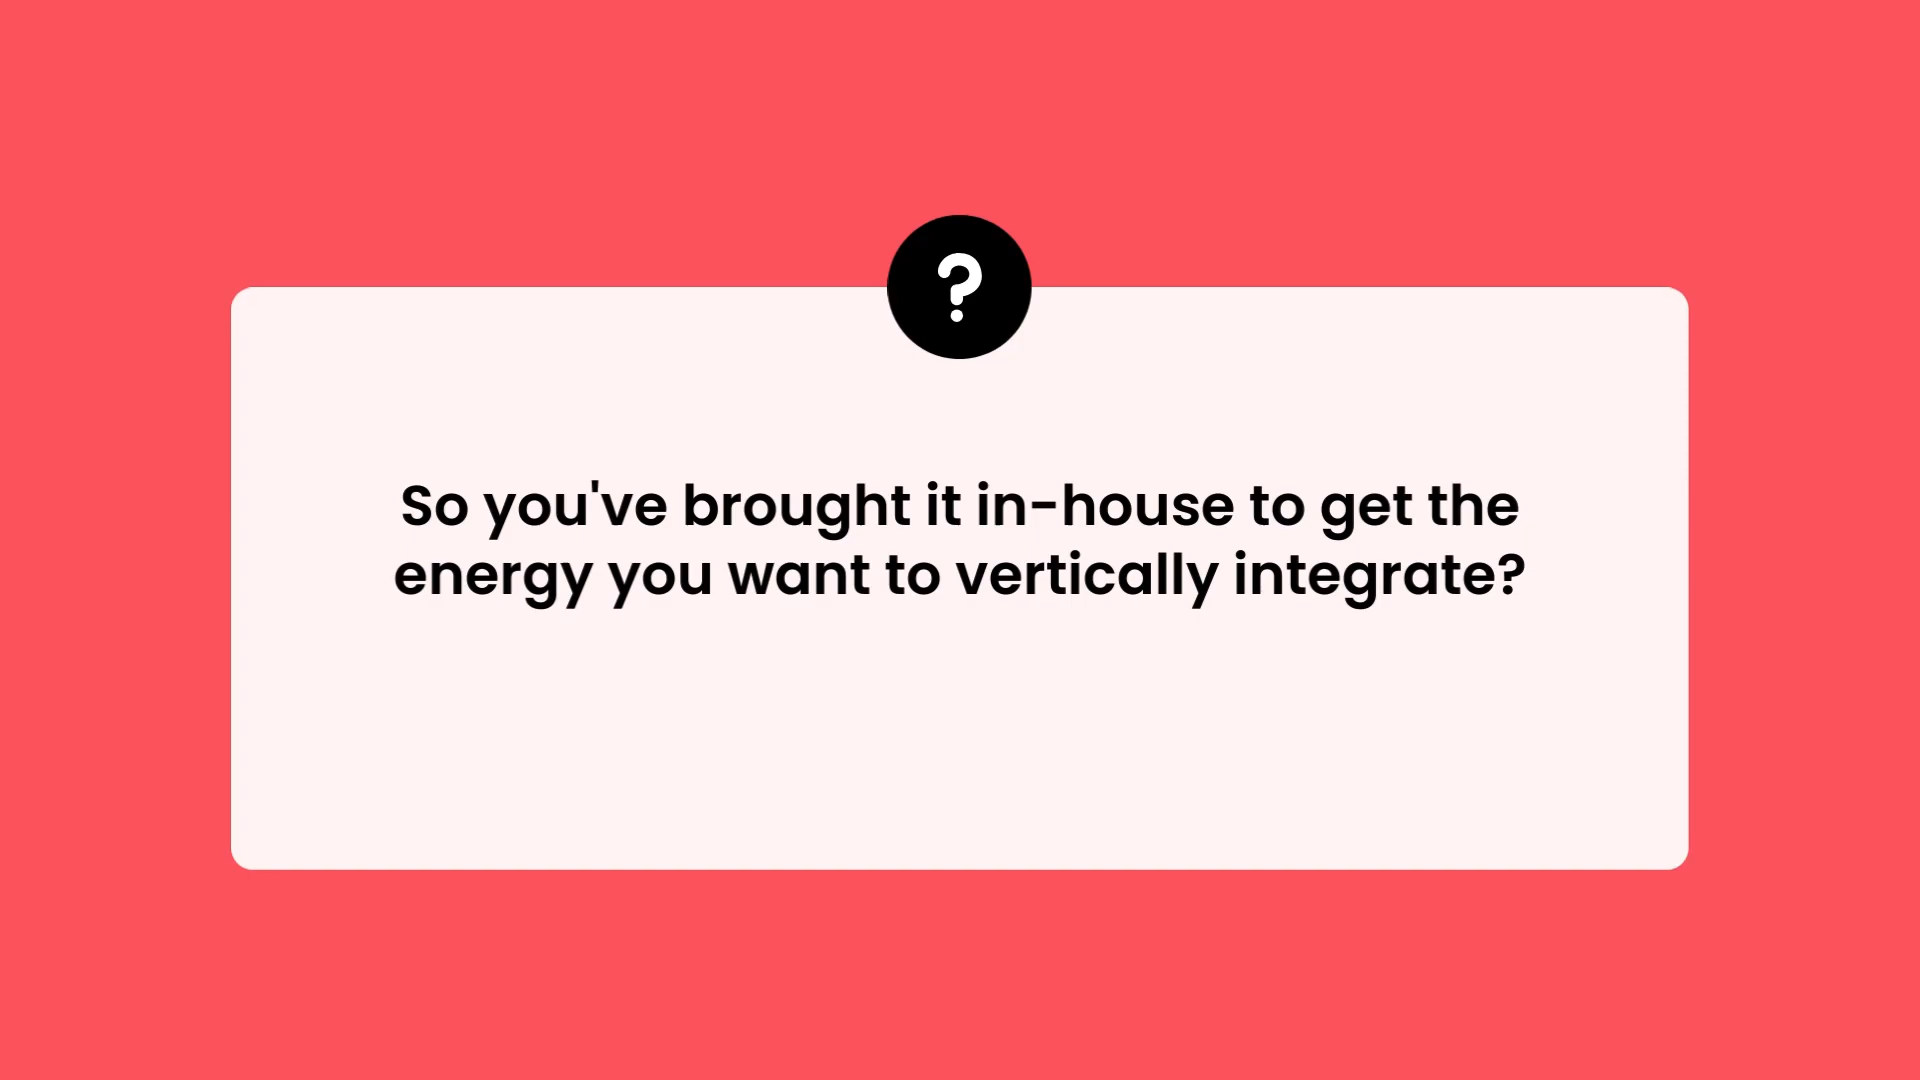 ?
So you've brought it in-house to get the
energy you want to vertically integrate?